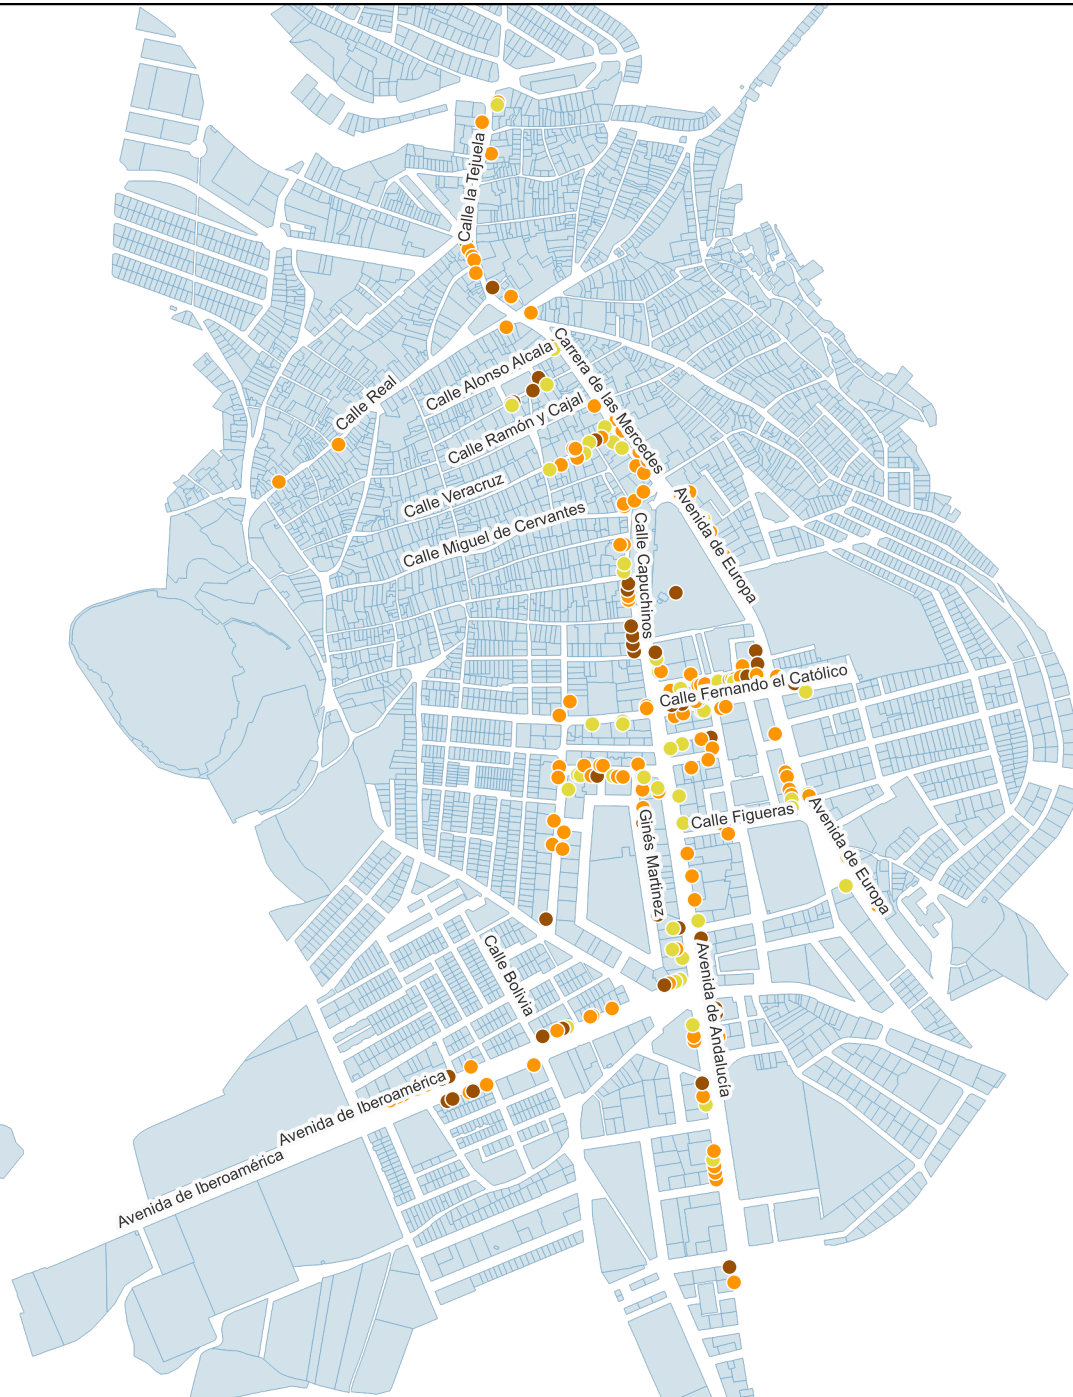 Calle la Tejuela
Carrera de las Mercedes
Calle Alonso Alcala
Calle Real
Calle Ramón y Cajal
Calle Veracruz
Avenida de Europa
Calle Miguel de Cervantes
Calle Capuchinos
Calle Fernando el Católico
Calle Figueras
Avenida de Europa
Ginés Martinez
Calle Bolivia
Avenida de Andalucía
Avenida de Iberoamérica
Avenida de Iberoamérica